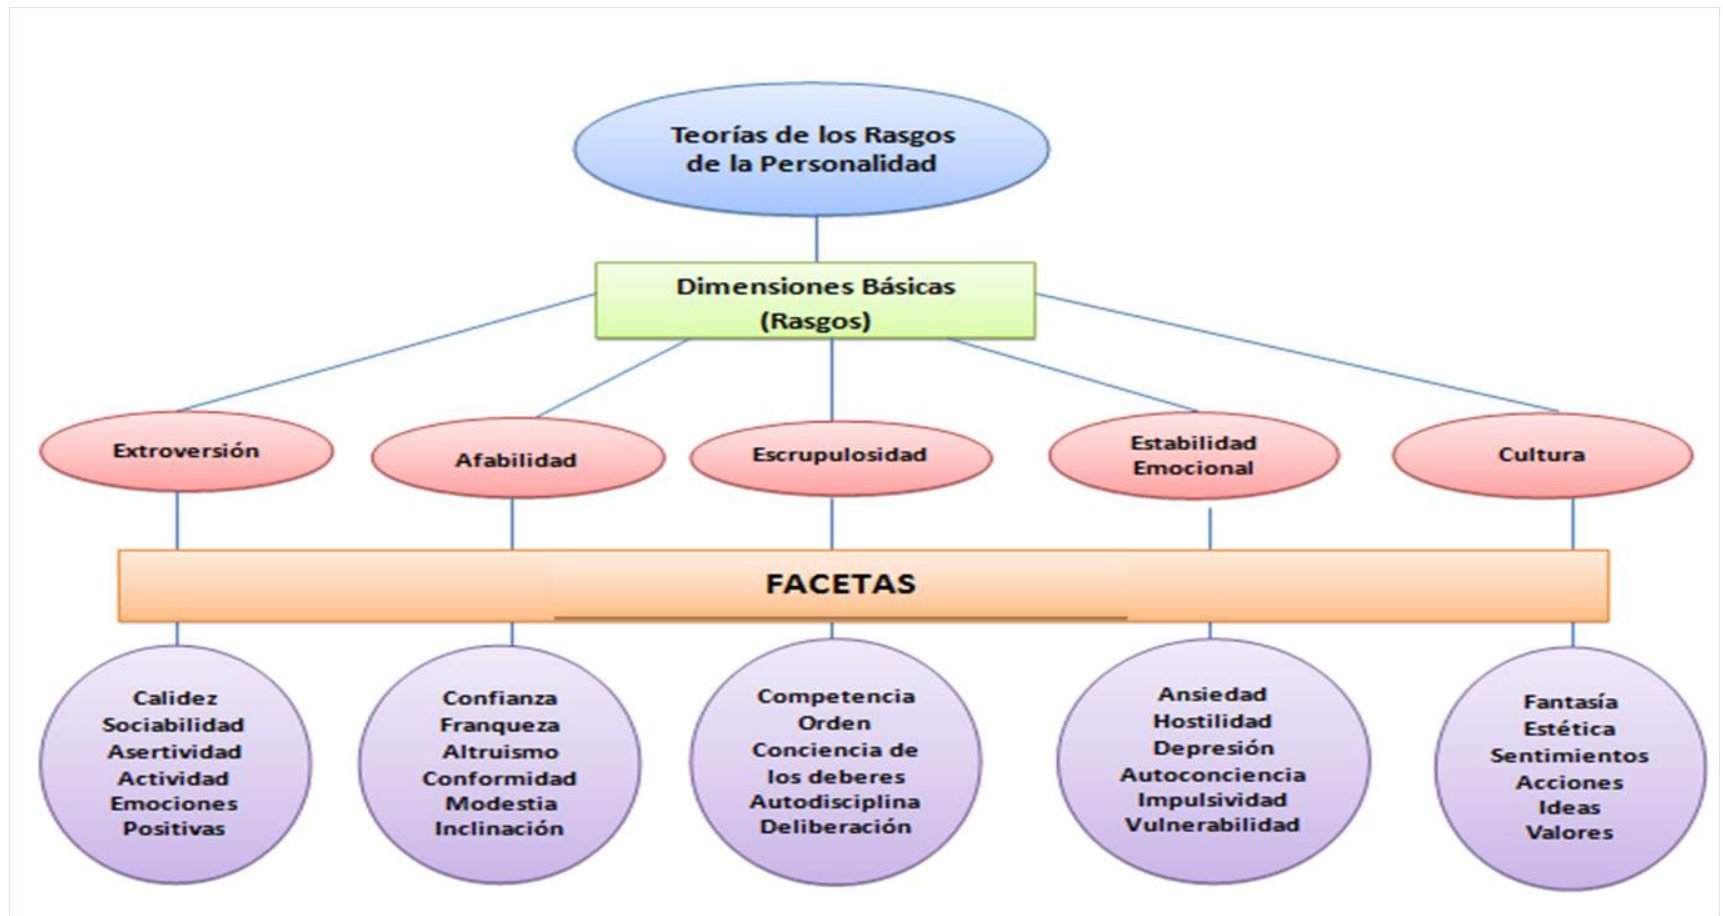 Teorías de los Rasgos
de la Personalidad
Dimensiones Básicas
(Rasgos)
Extroversión
Afabilidad
Escrupulosidad
Estabilidad
Emocional
Cultura
FACETAS
Calidez
Sociabilidad
Asertividad
Actividad
Emociones
Positivas
Confianza
Franqueza
Altruismo
Conformidad
Modestia
Inclinación
Competencia
Orden
Conciencia de
los deberes
Autodisciplina
Deliberación
Ansiedad
Hostilidad
Depresión
Autoconciencia
Impulsividad
Vulnerabilidad
Fantasía
Estética
Sentimientos
Acciones
Ideas
Valores